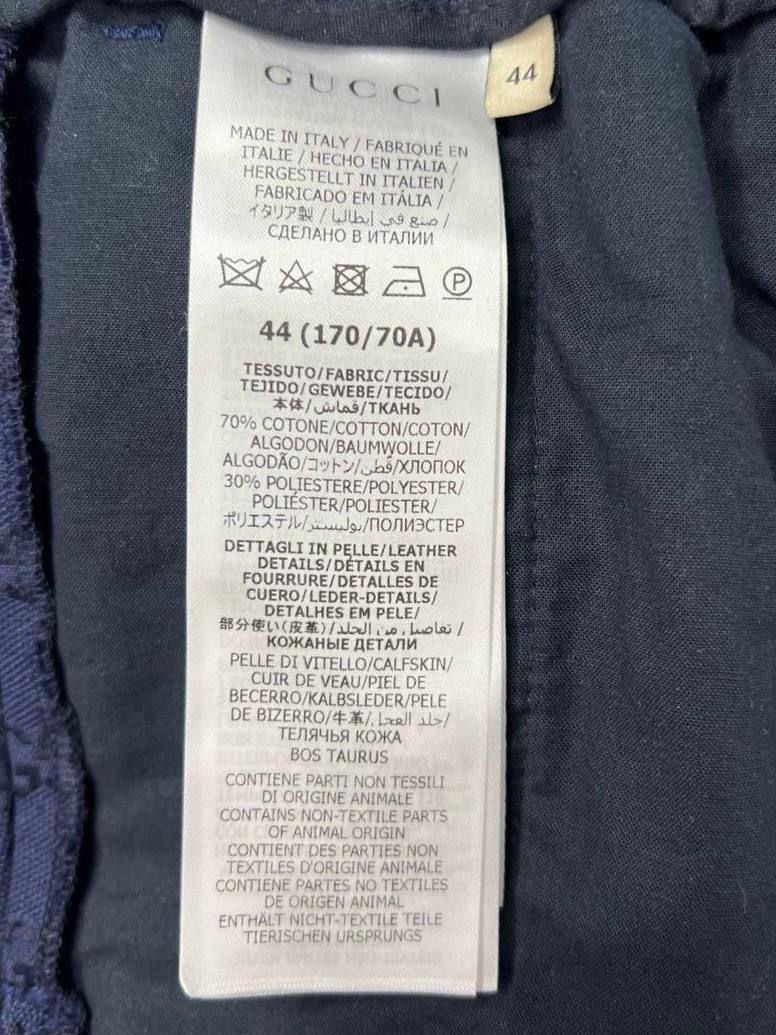 GUCCI
44
MADE IN ITALY / FABRIQUÉ EN
ITALIE / HECHO EN ITALIA /
HERGESTELLT IN ITALIEN /
FABRICADO EM ITÁLIA /
イタリア製 / صنع في إيطاليا /
СДЕЛАНО В ИТАЛИИ
P
44 (170/70A)
TESSUTO/FABRIC/TISSU/
TEJIDO/GEWEBE/TECIDO/
本体/قماش/ТКАНЬ
70% COTONE/COTTON/COTON/
ALGODON/BAUMWOLLE/
ALGODÃO/コットン/قطن/ХЛОПОК
30% POLIESTERE/POLYESTER/
POLIÉSTER/POLIESTER/
ポリエステル/بوليستر/ПОЛИЭСТЕР
DETTAGLI IN PELLE/LEATHER
DETAILS/DÉTAILS EN
FOURRURE/DETALLES DE
CUERO/LEDER-DETAILS/
DETALHES EM PELE/
部分使い(皮革)/تفاصيل من الجلد /
КОЖАНЫЕ ДЕТАЛИ
PELLE DI VITELLO/CALFSKIN/
CUIR DE VEAU/PIEL DE
BECERRO/KALBSLEDER/PELE
DE BIZERRO/牛革/جلد العجل/
ТЕЛЯЧЬЯ КОЖА
BOS TAURUS
CONTIENE PARTI NON TESSILI
DI ORIGINE ANIMALE
CONTAINS NON-TEXTILE PARTS
OF ANIMAL ORIGIN
CONTIENT DES PARTIES NON
TEXTILES D'ORIGINE ANIMALE
CONTIENE PARTES NO TEXTILES
DE ORIGEN ANIMAL
ENTHÄLT NICHT-TEXTILE TEILE
TIERISCHEN URSPRUNGS